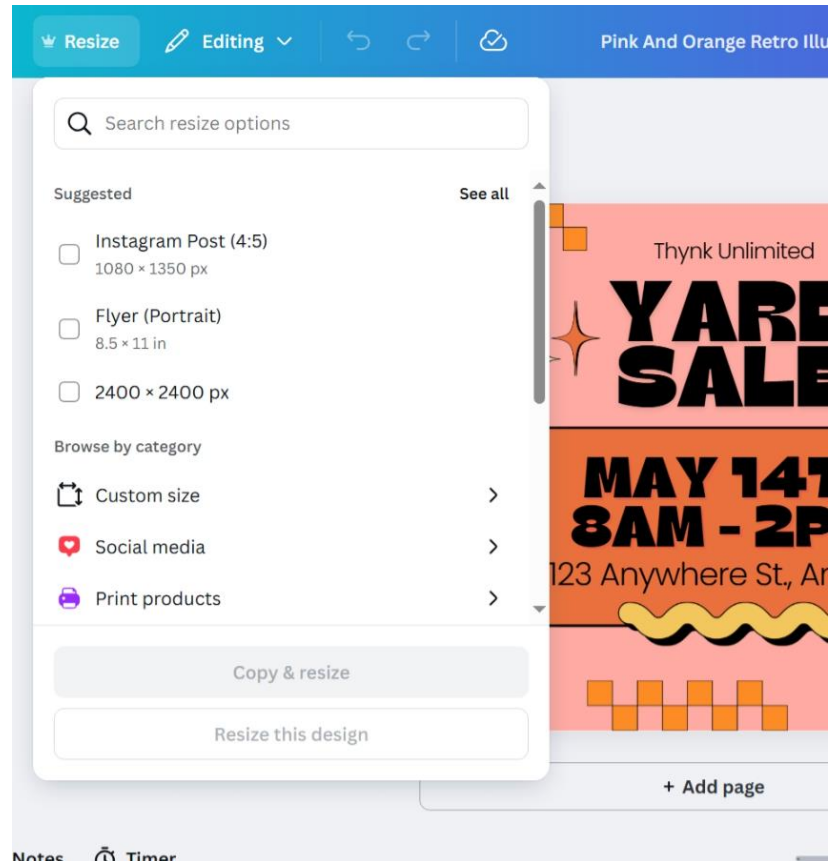 Resize
Editing
Pink And Orange Retro Illu
Search resize options
Suggested
See all
Instagram Post (4:5)
1080 × 1350 px
Flyer (Portrait)
8.5 × 11 in
2400 × 2400 px
Browse by category
Custom size
Social media
Print products
Copy & resize
Resize this design
Thynk Unlimited
YARD
SALE
MAY 14T
8AM - 2P
123 Anywhere St., An
+ Add page
Notes
Timer